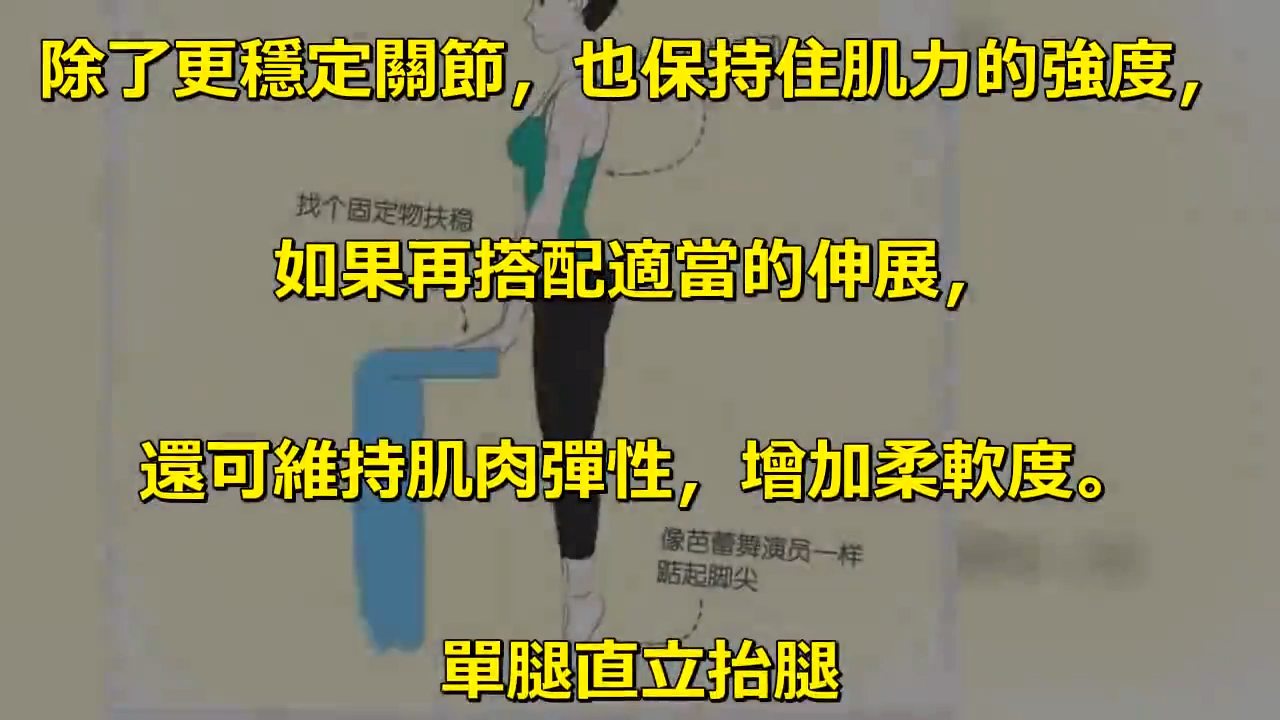 除了更穩定關節，也保持住肌力的強度，
找个固定物扶稳
如果再搭配適當的伸展，
還可維持肌肉彈性，增加柔軟度。
像芭蕾舞演员一样
踮起脚尖
單腿直立抬腿